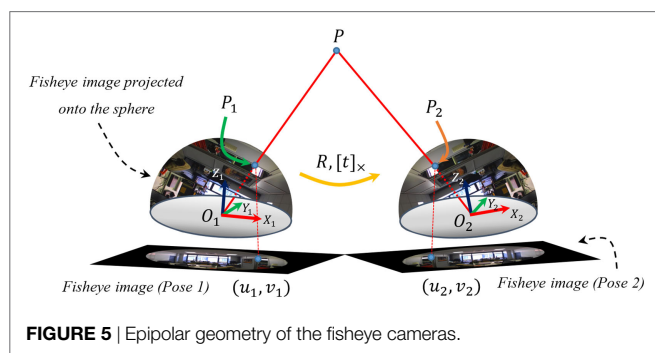 P
Fisheye image projected
onto the sphere
P₁
P₂
R, [t]ₓ
Z₁
Y₁
X₁
O₁
Z₂
Y₂
X₂
O₂
Fisheye image (Pose 1)
(u₁, v₁)
(u₂, v₂)
Fisheye image (Pose 2)
FIGURE 5 | Epipolar geometry of the fisheye cameras.